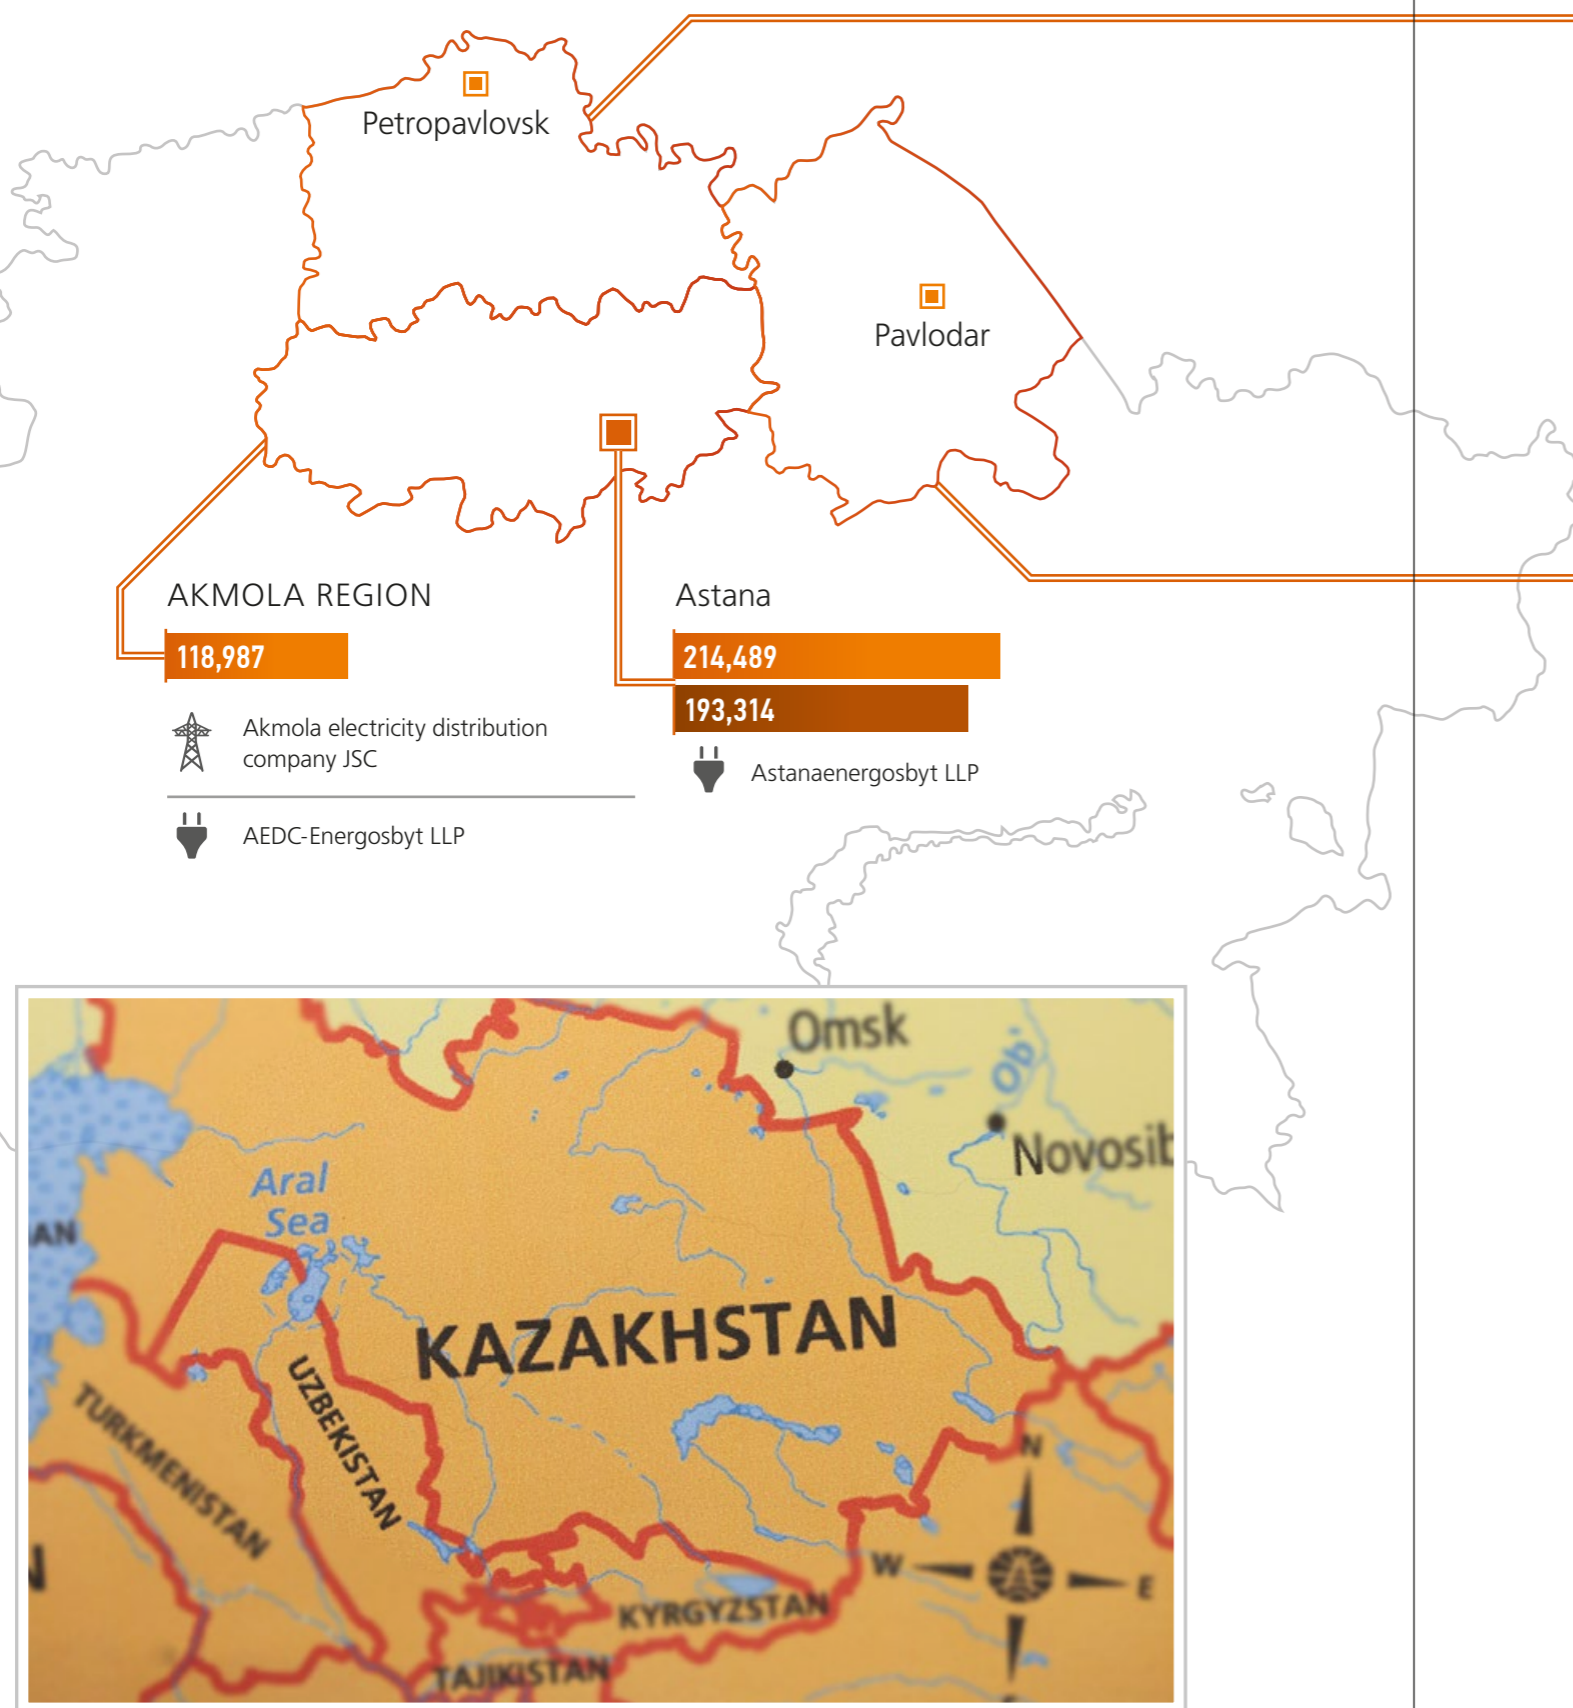 Petropavlovsk
Pavlodar
AKMOLA REGION
118,987
Akmola electricity distribution
company JSC
AEDC-Energosbyt LLP
Astana
214,489
193,314
Astanaenergosbyt LLP
Omsk
Ob'
Novosib
Aral
Sea
AN
KAZAKHSTAN
UZBEKISTAN
TURKMENISTAN
N
N
W
E
KYRGYZSTAN
TAJIKISTAN